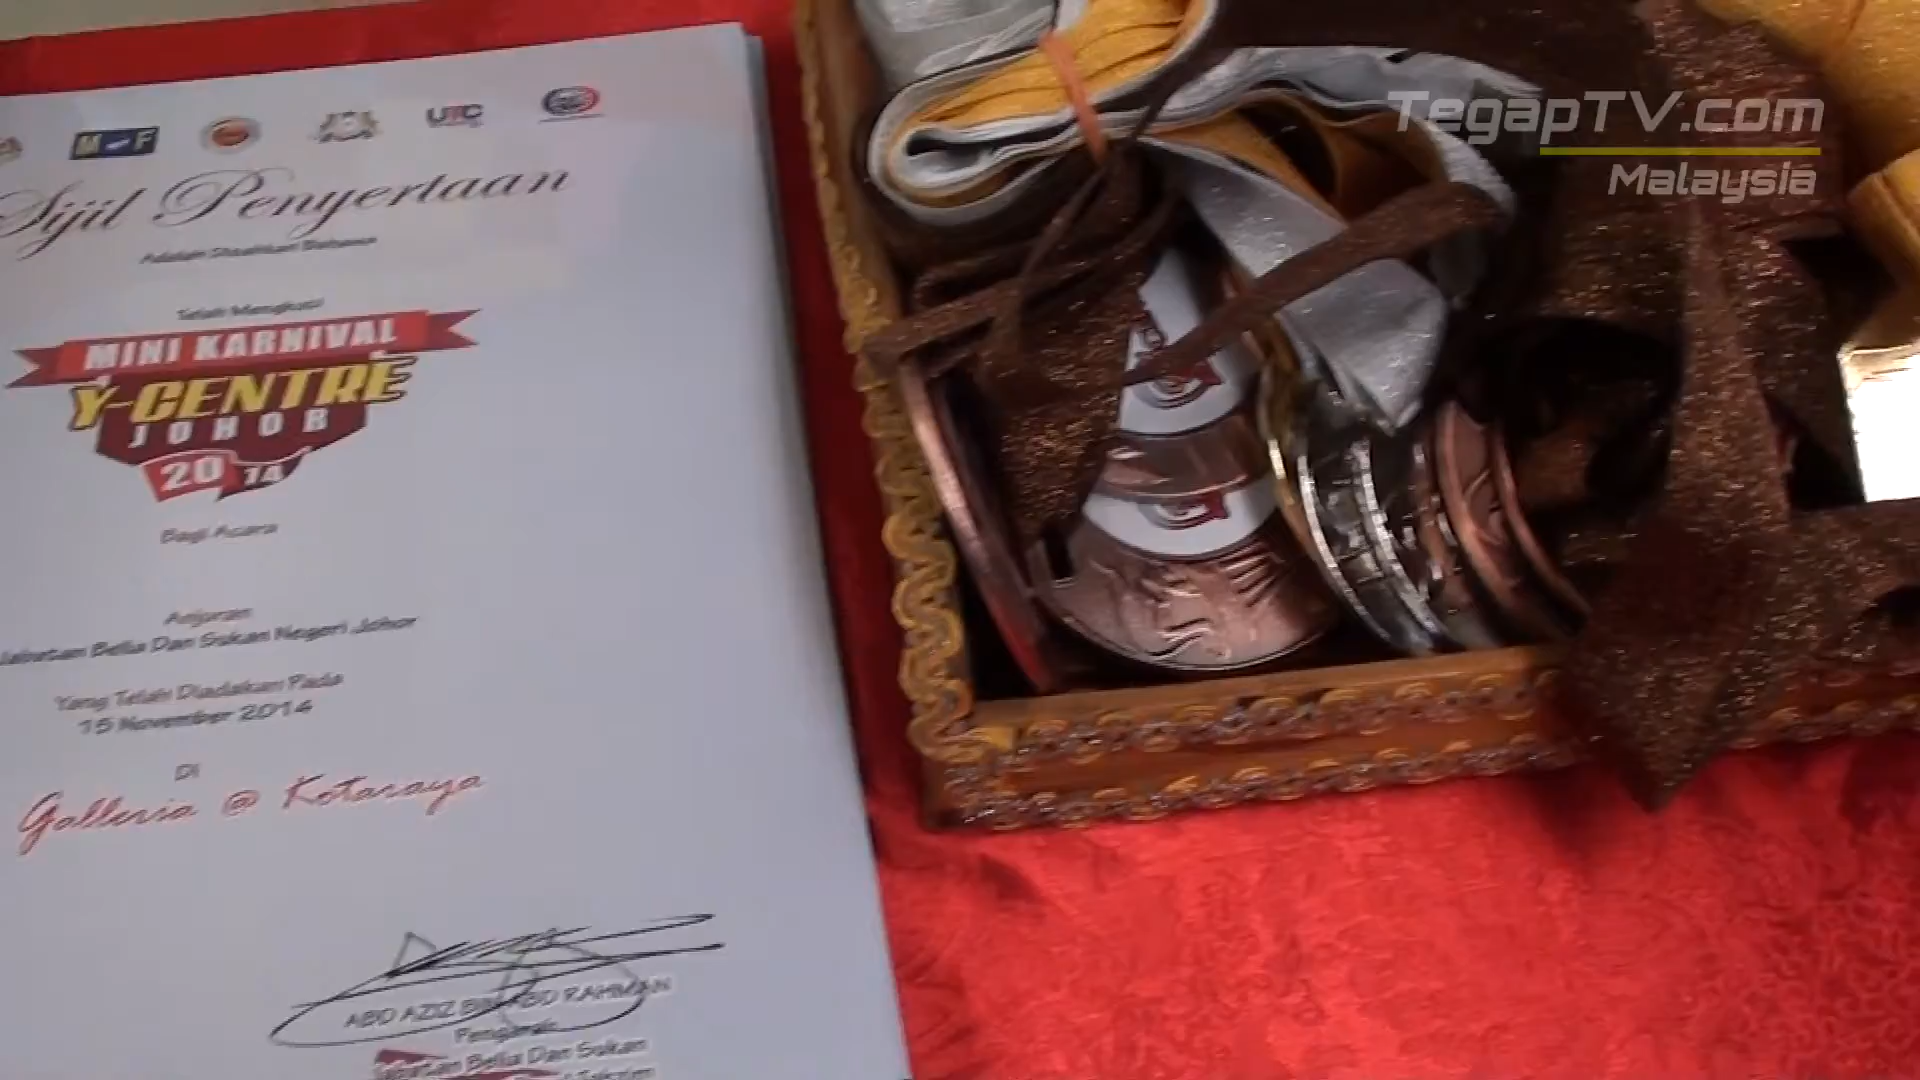 M F
UTC
Sijil Penyertaan
Adalah Disahkan Bahawa
Telah Mengikuti
MINI KARNIVAL
Y-CENTRE
JOHOR
2014
Bagi Acara
Anjuran
Jabatan Belia Dan Sukan Negeri Johor
Yang Telah Diadakan Pada
15 November 2014
Di
Galleria @ Kotaraya
ABD AZIZ BIN ABD RAHMAN
Pengarah
Jabatan Belia Dan Sukan
TegapTV.com
Malaysia